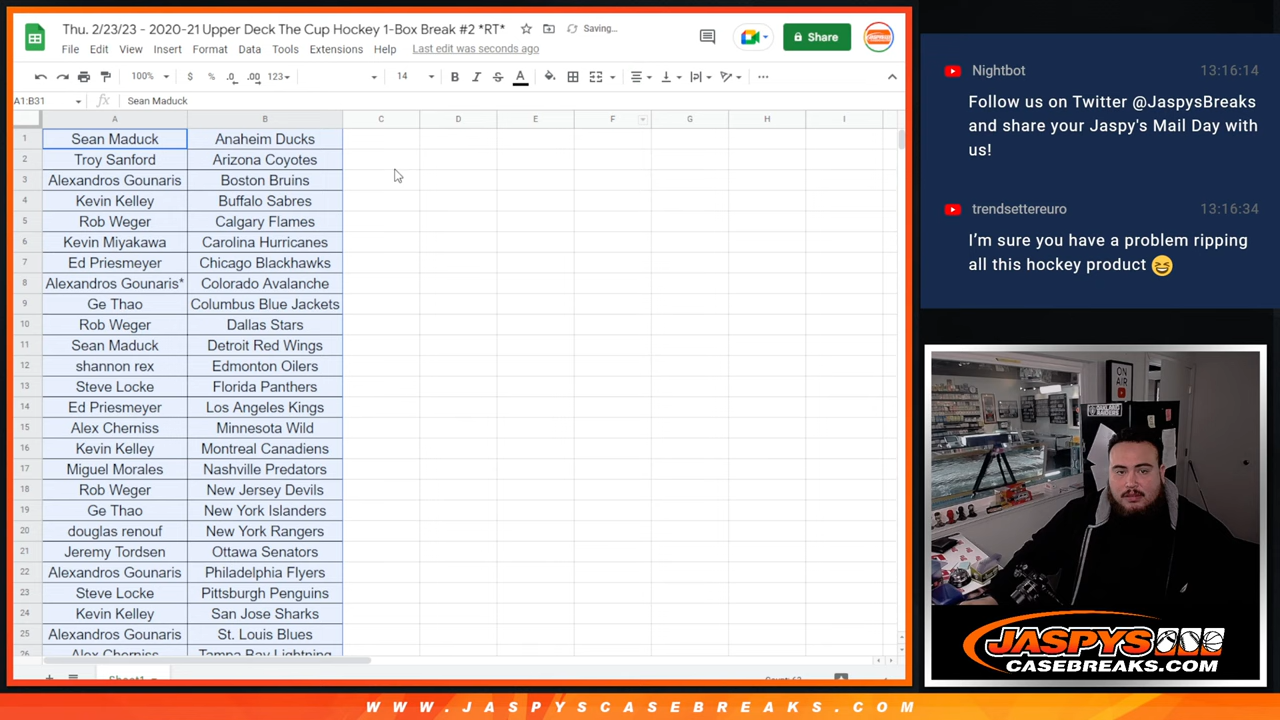 Thu. 2/23/23 - 2020-21 Upper Deck The Cup Hockey 1-Box Break #2 *RT*
Saving...
File Edit View Insert Format Data Tools Extensions Help Last edit was seconds ago
Share
100% $ % .0 .00 123 14 B I S A
A1:B31 fx Sean Maduck
A B C D E F G H I
1 Sean Maduck Anaheim Ducks
2 Troy Sanford Arizona Coyotes
3 Alexandros Gounaris Boston Bruins
4 Kevin Kelley Buffalo Sabres
5 Rob Weger Calgary Flames
6 Kevin Miyakawa Carolina Hurricanes
7 Ed Priesmeyer Chicago Blackhawks
8 Alexandros Gounaris* Colorado Avalanche
9 Ge Thao Columbus Blue Jackets
10 Rob Weger Dallas Stars
11 Sean Maduck Detroit Red Wings
12 shannon rex Edmonton Oilers
13 Steve Locke Florida Panthers
14 Ed Priesmeyer Los Angeles Kings
15 Alex Cherniss Minnesota Wild
16 Kevin Kelley Montreal Canadiens
17 Miguel Morales Nashville Predators
18 Rob Weger New Jersey Devils
19 Ge Thao New York Islanders
20 douglas renouf New York Rangers
21 Jeremy Tordsen Ottawa Senators
22 Alexandros Gounaris Philadelphia Flyers
23 Steve Locke Pittsburgh Penguins
24 Kevin Kelley San Jose Sharks
25 Alexandros Gounaris St. Louis Blues
26 Alex Cherniss Tampa Bay Lightning
Sheet1
Nightbot 13:16:14
Follow us on Twitter @JaspysBreaks
and share your Jaspy's Mail Day with
us!
trendsettereuro 13:16:34
I'm sure you have a problem ripping
all this hockey product 😆
ON
AIR
JASPYS
CASEBREAKS.COM
WWW.JASPYSCASEBREAKS.COM